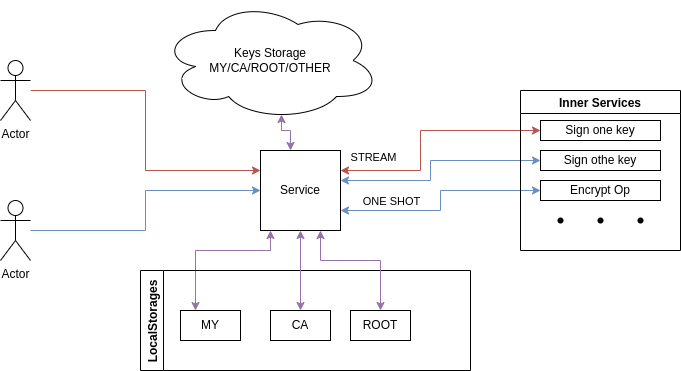 Keys Storage
MY/CA/ROOT/OTHER
Inner Services
Sign one key
Actor
STREAM
Sign othe key
Service
Encrypt Op
ONE SHOT
Actor
LocalStorages
MY
CA
ROOT